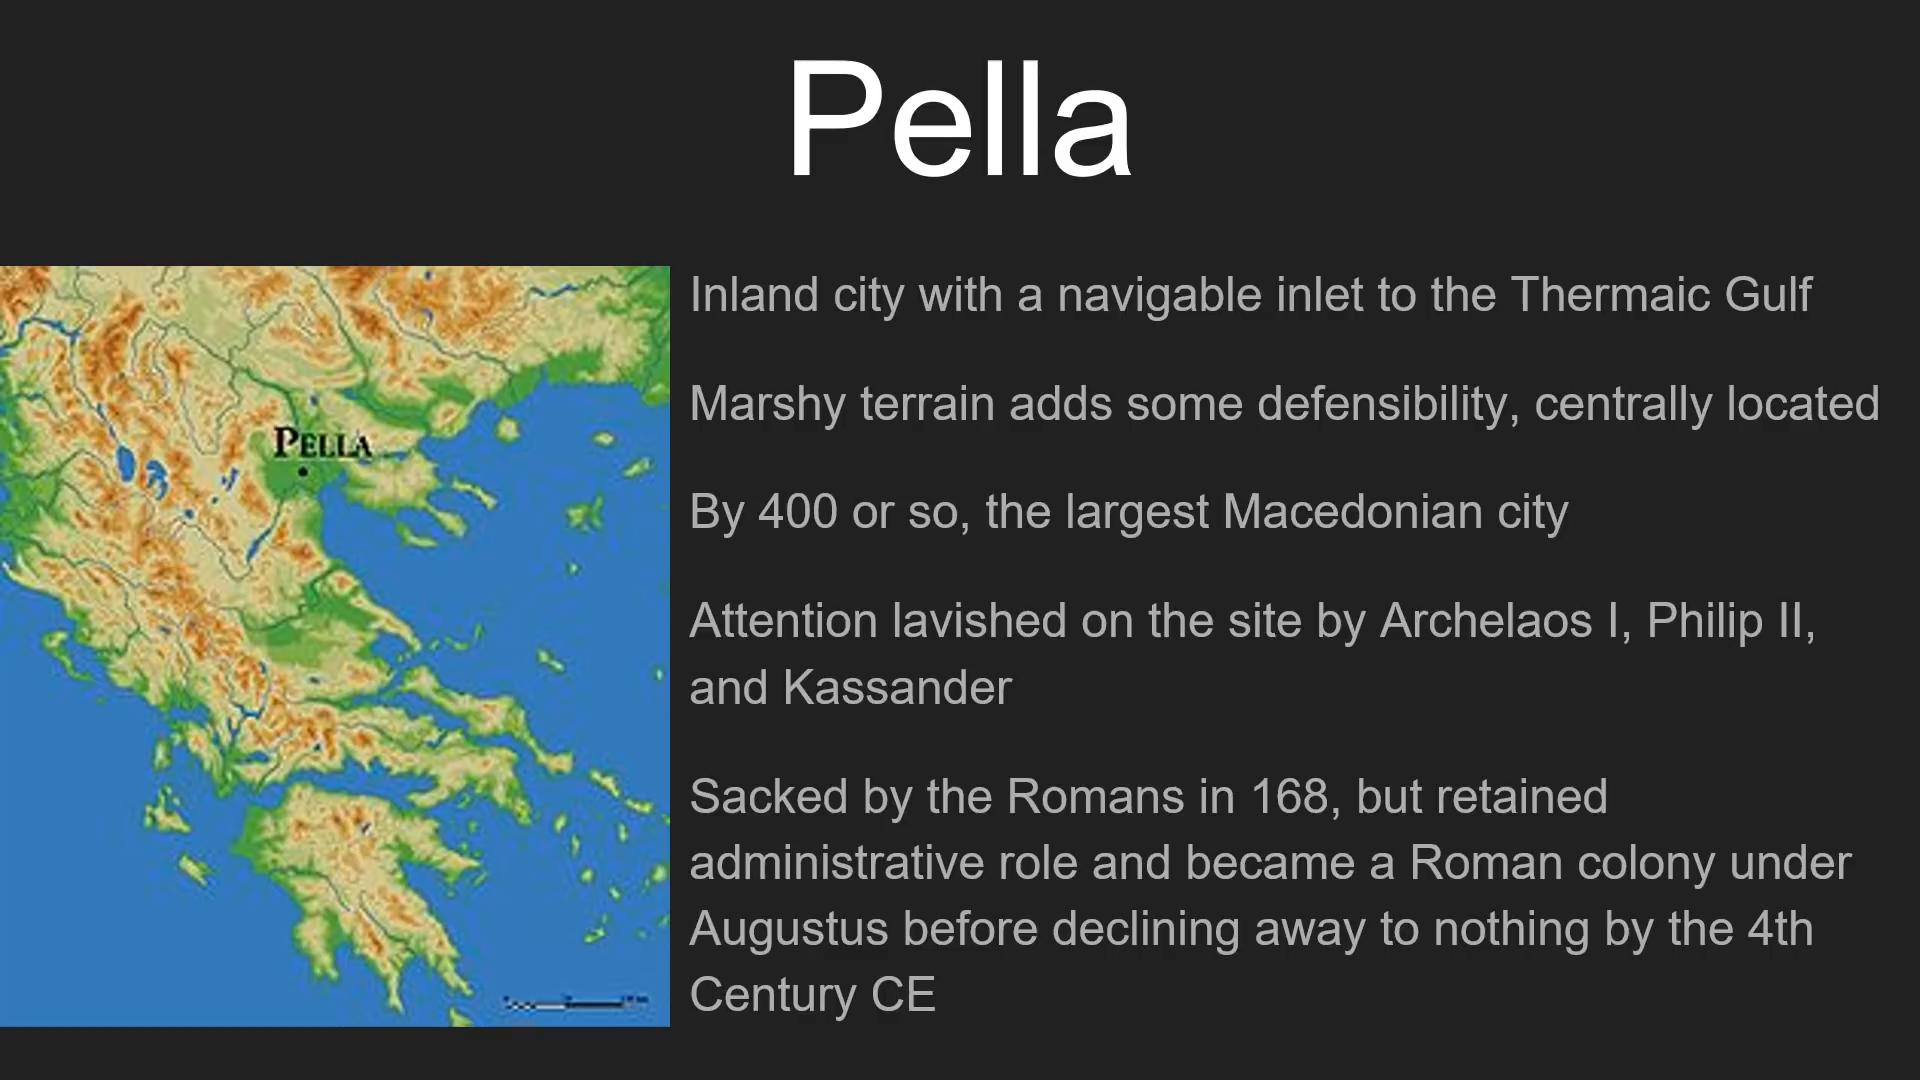 Pella
PELLA
Inland city with a navigable inlet to the Thermaic Gulf
Marshy terrain adds some defensibility, centrally located
By 400 or so, the largest Macedonian city
Attention lavished on the site by Archelaos I, Philip II,
and Kassander
Sacked by the Romans in 168, but retained
administrative role and became a Roman colony under
Augustus before declining away to nothing by the 4th
Century CE